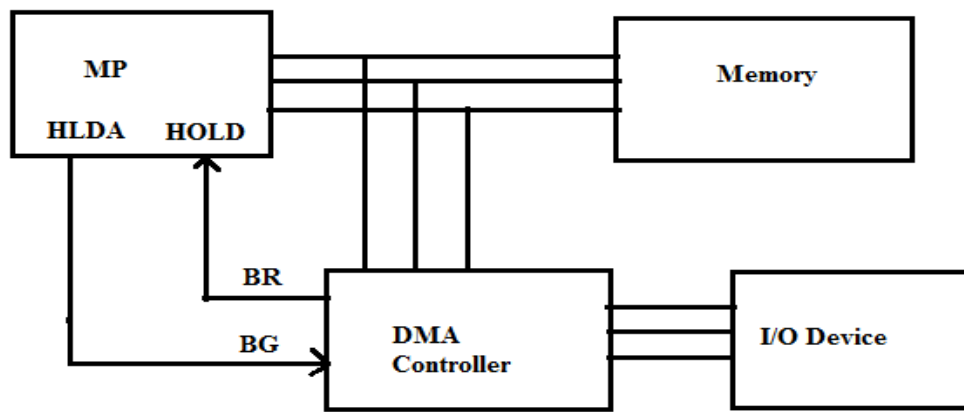 MP
HLDA HOLD
Memory
BR
BG
DMA
Controller
I/O Device